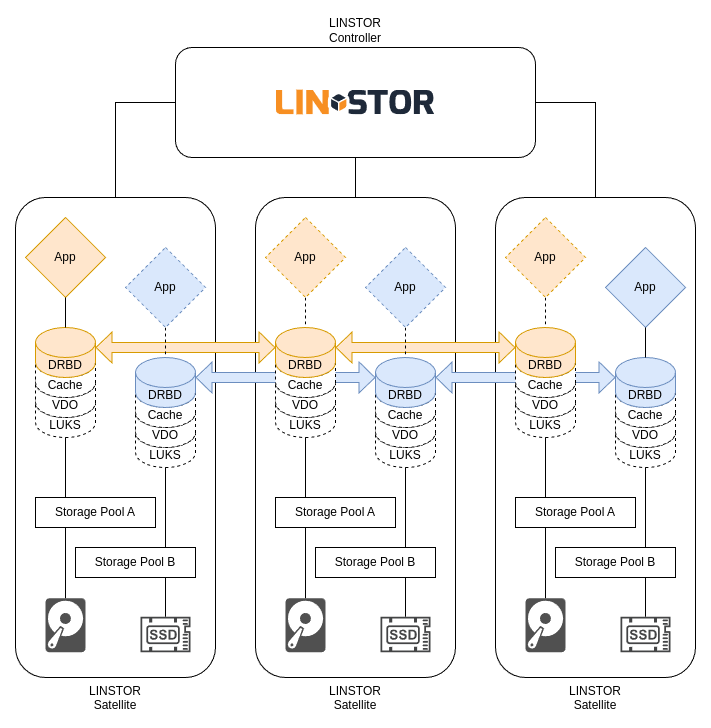 LINSTOR
Controller
LINSTOR
App
App
DRBD
Cache
VDO
LUKS
DRBD
Cache
VDO
LUKS
Storage Pool A
Storage Pool B
SSD
LINSTOR
Satellite
App
App
DRBD
Cache
VDO
LUKS
DRBD
Cache
VDO
LUKS
Storage Pool A
Storage Pool B
SSD
LINSTOR
Satellite
App
App
DRBD
Cache
VDO
LUKS
DRBD
Cache
VDO
LUKS
Storage Pool A
Storage Pool B
SSD
LINSTOR
Satellite